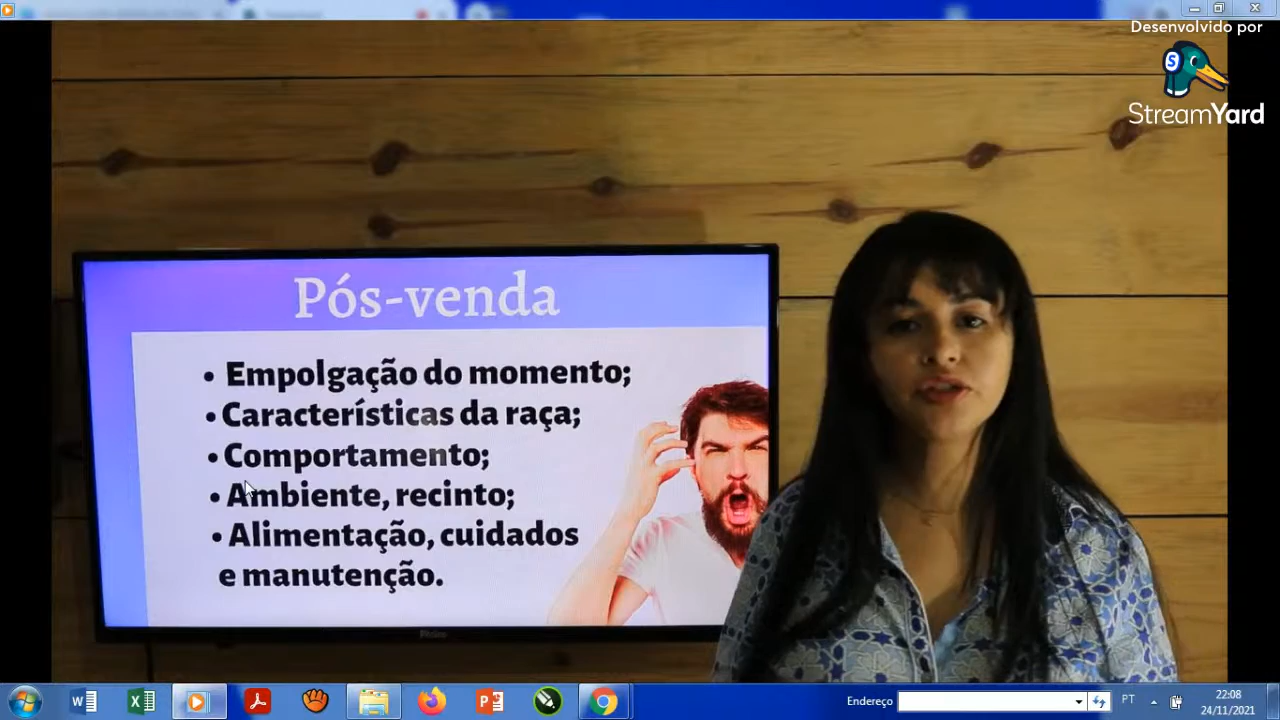 Desenvolvido por
StreamYard
Pós-venda
• Empolgação do momento;
• Características da raça;
• Comportamento;
• Ambiente, recinto;
• Alimentação, cuidados
e manutenção.
Philco
Endereço
PT
22:08
24/11/2021